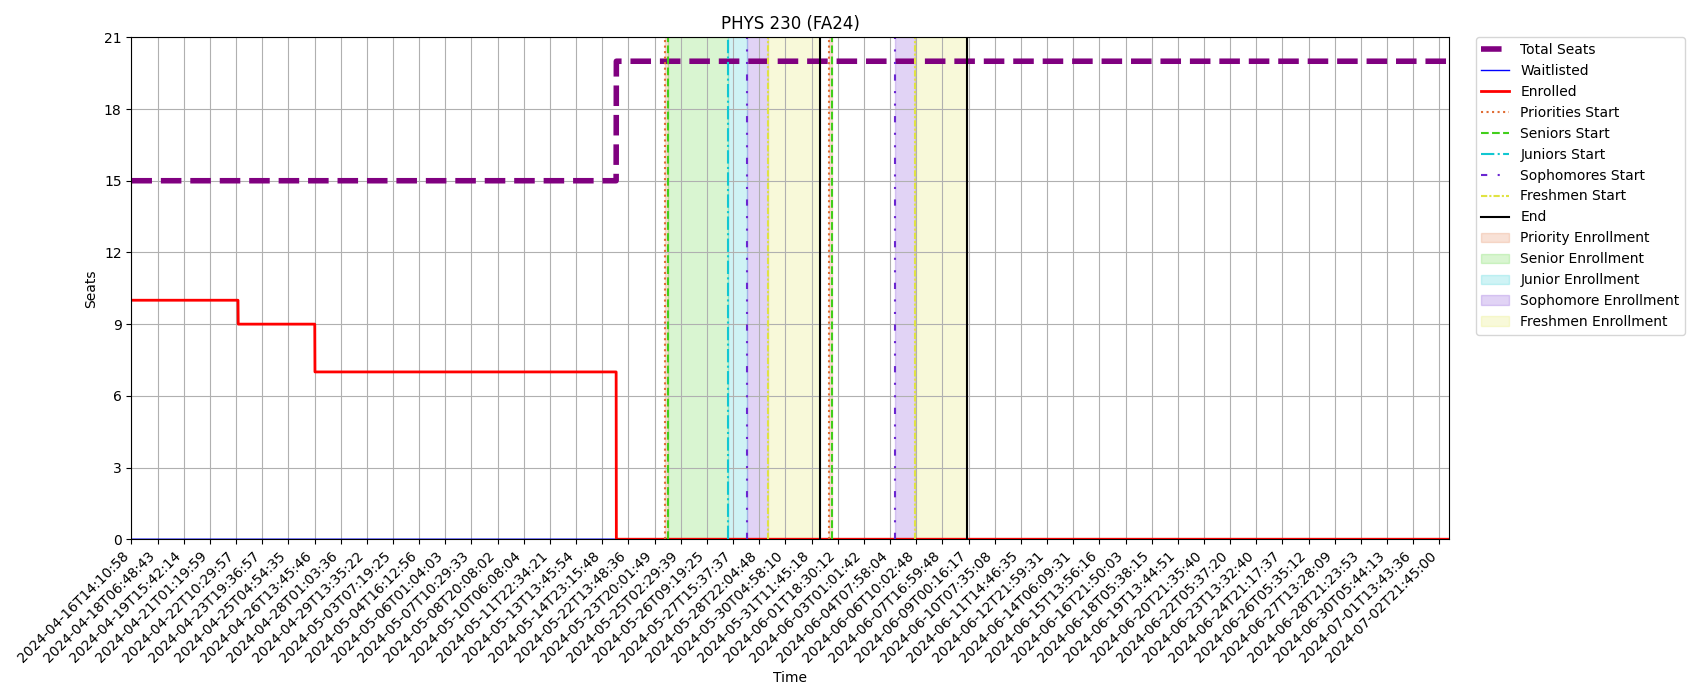 PHYS 230 (FA24)
21
18
15
12
9
6
3
0
Seats
2024-04-16T14:10:58
2024-04-18T06:48:43
2024-04-19T15:42:14
2024-04-21T01:19:59
2024-04-22T10:29:57
2024-04-23T19:36:57
2024-04-25T04:54:35
2024-04-26T13:45:46
2024-04-28T01:03:36
2024-04-29T13:35:22
2024-05-03T07:19:25
2024-05-04T16:12:56
2024-05-06T01:04:03
2024-05-07T10:29:33
2024-05-08T20:08:02
2024-05-10T06:08:04
2024-05-11T22:34:21
2024-05-13T13:45:54
2024-05-14T23:15:48
2024-05-22T13:48:36
2024-05-23T20:01:49
2024-05-25T02:29:39
2024-05-26T09:19:25
2024-05-27T15:37:37
2024-05-28T22:04:48
2024-05-30T04:58:10
2024-05-31T11:45:18
2024-06-01T18:30:12
2024-06-03T01:01:42
2024-06-04T07:58:04
2024-06-06T10:02:48
2024-06-07T16:59:48
2024-06-09T00:16:17
2024-06-10T07:35:08
2024-06-11T14:46:35
2024-06-12T21:59:31
2024-06-14T06:09:31
2024-06-15T13:56:16
2024-06-16T21:50:03
2024-06-18T05:38:15
2024-06-19T13:44:51
2024-06-20T21:35:40
2024-06-22T05:37:20
2024-06-23T13:32:40
2024-06-24T21:17:37
2024-06-26T05:35:12
2024-06-27T13:28:09
2024-06-28T21:23:53
2024-06-30T05:44:13
2024-07-01T13:43:36
2024-07-02T21:45:00
Time
Total Seats
Waitlisted
Enrolled
Priorities Start
Seniors Start
Juniors Start
Sophomores Start
Freshmen Start
End
Priority Enrollment
Senior Enrollment
Junior Enrollment
Sophomore Enrollment
Freshmen Enrollment